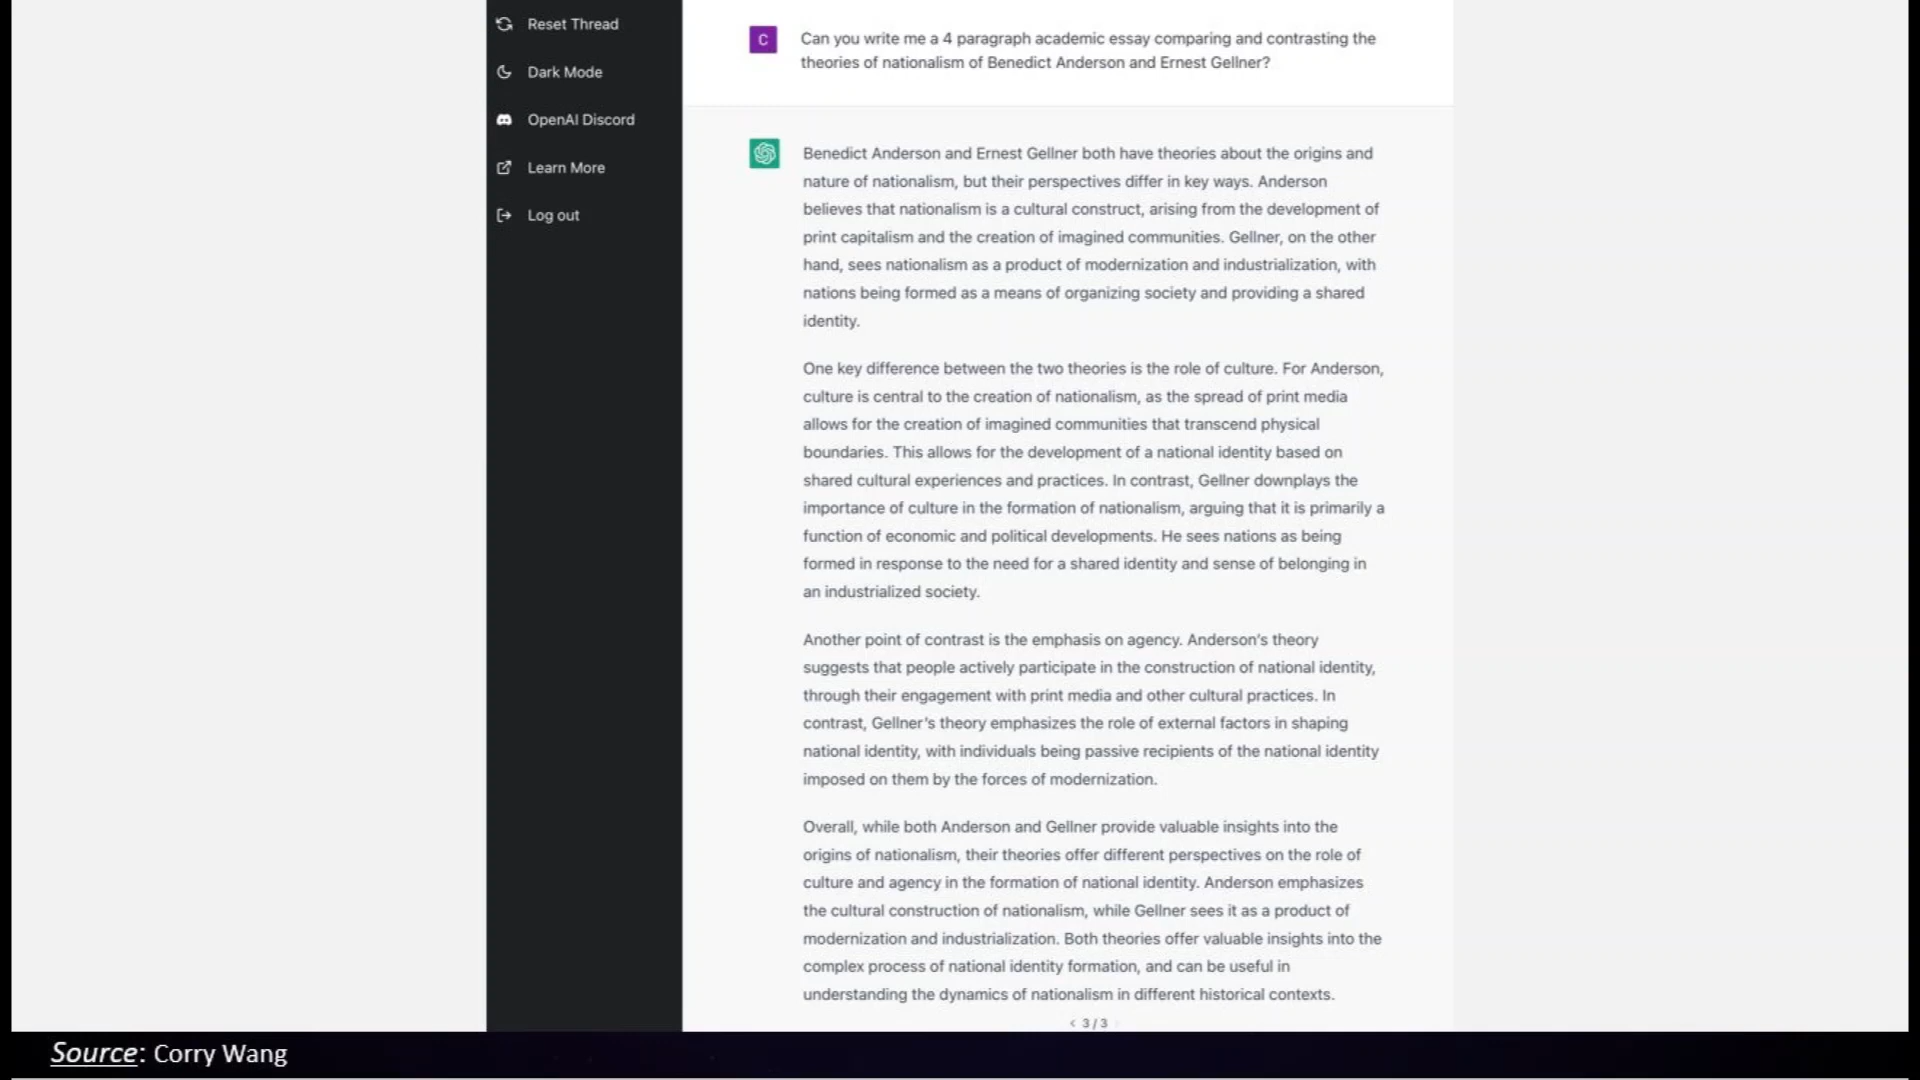 Reset Thread
Dark Mode
OpenAI Discord
Learn More
Log out
C
Can you write me a 4 paragraph academic essay comparing and contrasting the
theories of nationalism of Benedict Anderson and Ernest Gellner?
Benedict Anderson and Ernest Gellner both have theories about the origins and
nature of nationalism, but their perspectives differ in key ways. Anderson
believes that nationalism is a cultural construct, arising from the development of
print capitalism and the creation of imagined communities. Gellner, on the other
hand, sees nationalism as a product of modernization and industrialization, with
nations being formed as a means of organizing society and providing a shared
identity.
One key difference between the two theories is the role of culture. For Anderson,
culture is central to the creation of nationalism, as the spread of print media
allows for the creation of imagined communities that transcend physical
boundaries. This allows for the development of a national identity based on
shared cultural experiences and practices. In contrast, Gellner downplays the
importance of culture in the formation of nationalism, arguing that it is primarily a
function of economic and political developments. He sees nations as being
formed in response to the need for a shared identity and sense of belonging in
an industrialized society.
Another point of contrast is the emphasis on agency. Anderson's theory
suggests that people actively participate in the construction of national identity,
through their engagement with print media and other cultural practices. In
contrast, Gellner's theory emphasizes the role of external factors in shaping
national identity, with individuals being passive recipients of the national identity
imposed on them by the forces of modernization.
Overall, while both Anderson and Gellner provide valuable insights into the
origins of nationalism, their theories offer different perspectives on the role of
culture and agency in the formation of national identity. Anderson emphasizes
the cultural construction of nationalism, while Gellner sees it as a product of
modernization and industrialization. Both theories offer valuable insights into the
complex process of national identity formation, and can be useful in
understanding the dynamics of nationalism in different historical contexts.
< 3 / 3
Source: Corry Wang